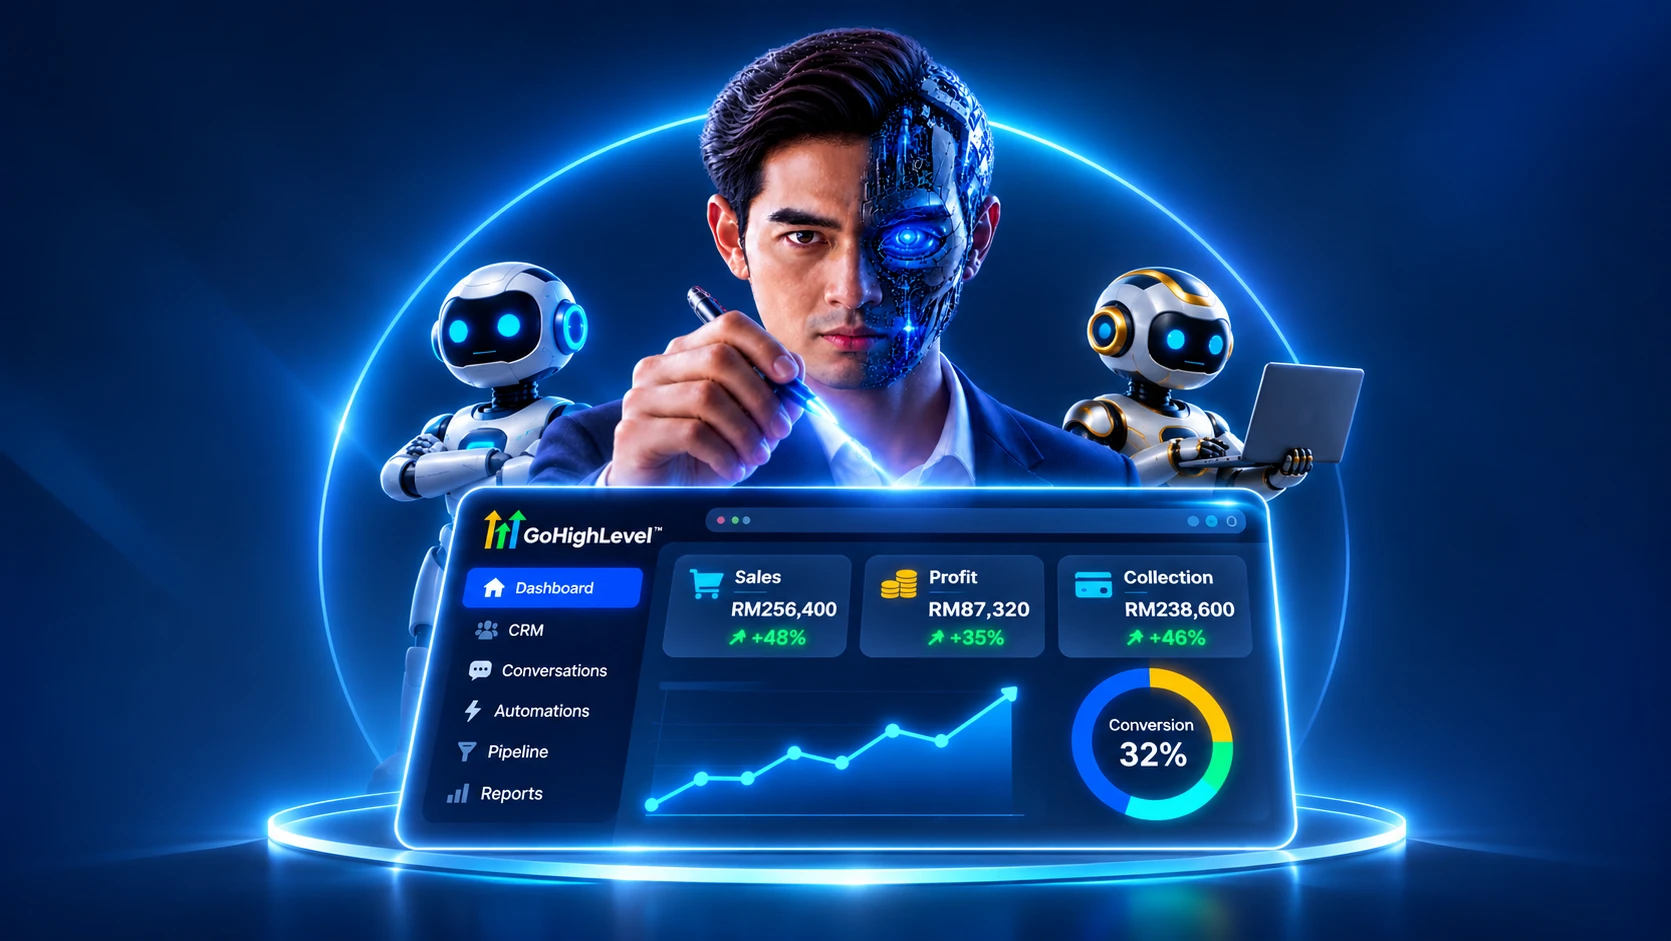 GoHighLevel™
Dashboard
CRM
Conversations
Automations
Pipeline
Reports
Sales
RM256,400
+48%
Profit
RM87,320
+35%
Collection
RM238,600
+46%
Conversion
32%